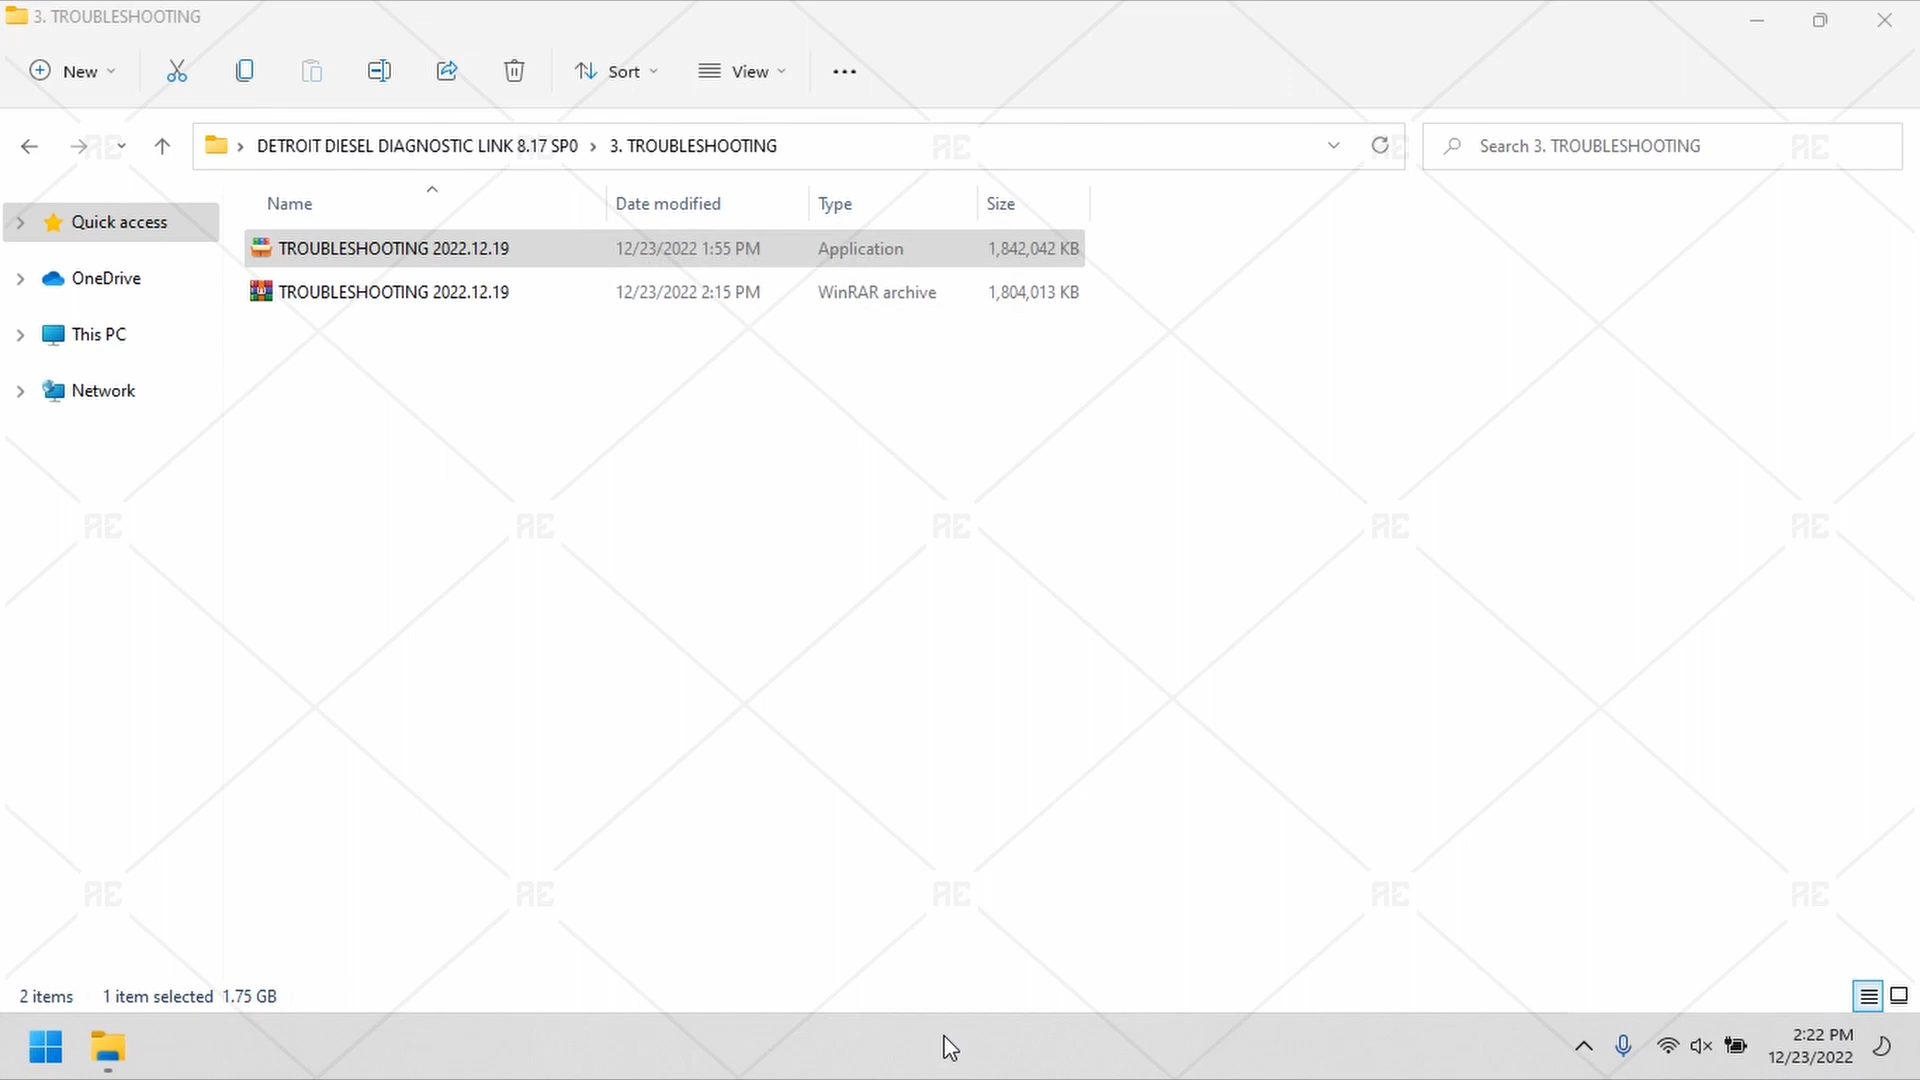 3. TROUBLESHOOTING
New Sort View
DETROIT DIESEL DIAGNOSTIC LINK 8.17 SP0 › 3. TROUBLESHOOTING Search 3. TROUBLESHOOTING
Name Date modified Type Size
Quick access
TROUBLESHOOTING 2022.12.19 12/23/2022 1:55 PM Application 1,842,042 KB
OneDrive
TROUBLESHOOTING 2022.12.19 12/23/2022 2:15 PM WinRAR archive 1,804,013 KB
This PC
Network
2 items 1 item selected 1.75 GB
2:22 PM
12/23/2022